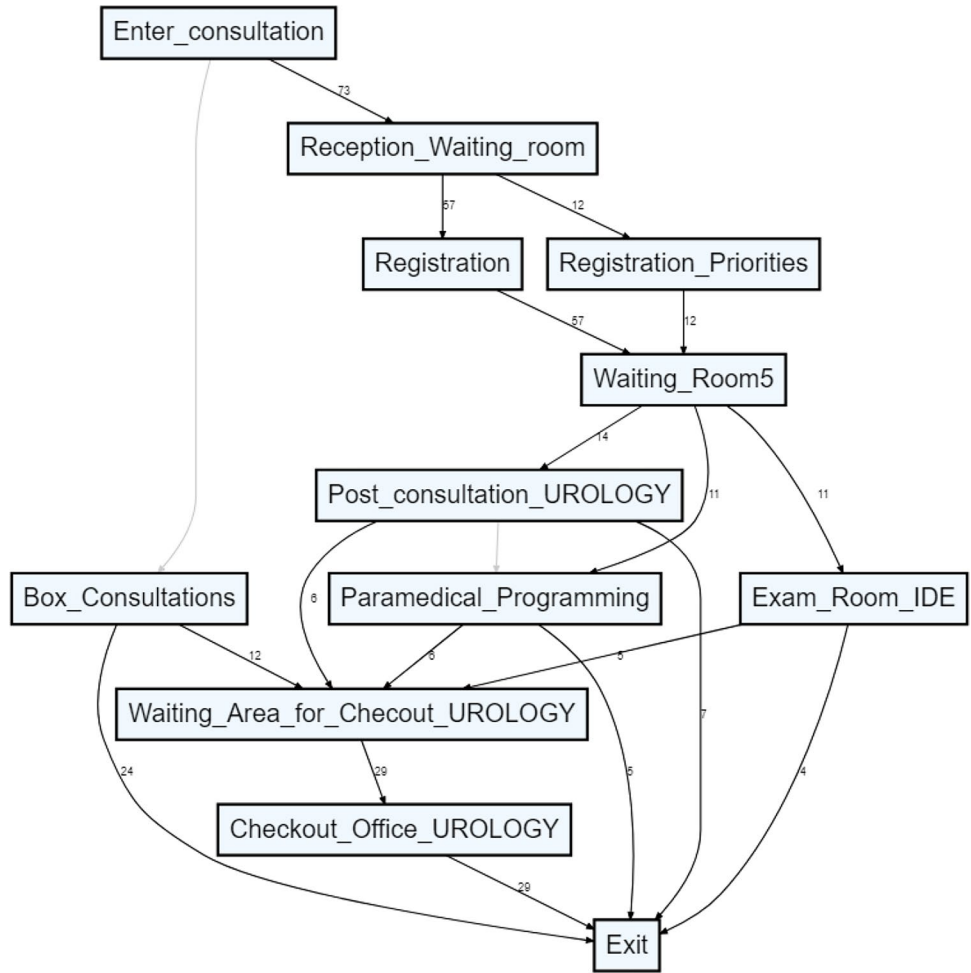 Enter_consultation
73
Reception_Waiting_room
57
12
Registration
Registration_Priorities
57
12
Waiting_Room5
14
11
11
Post_consultation_UROLOGY
Box_Consultations
6
Paramedical_Programming
Exam_Room_IDE
12
6
5
Waiting_Area_for_Checout_UROLOGY
7
24
29
5
4
Checkout_Office_UROLOGY
29
Exit